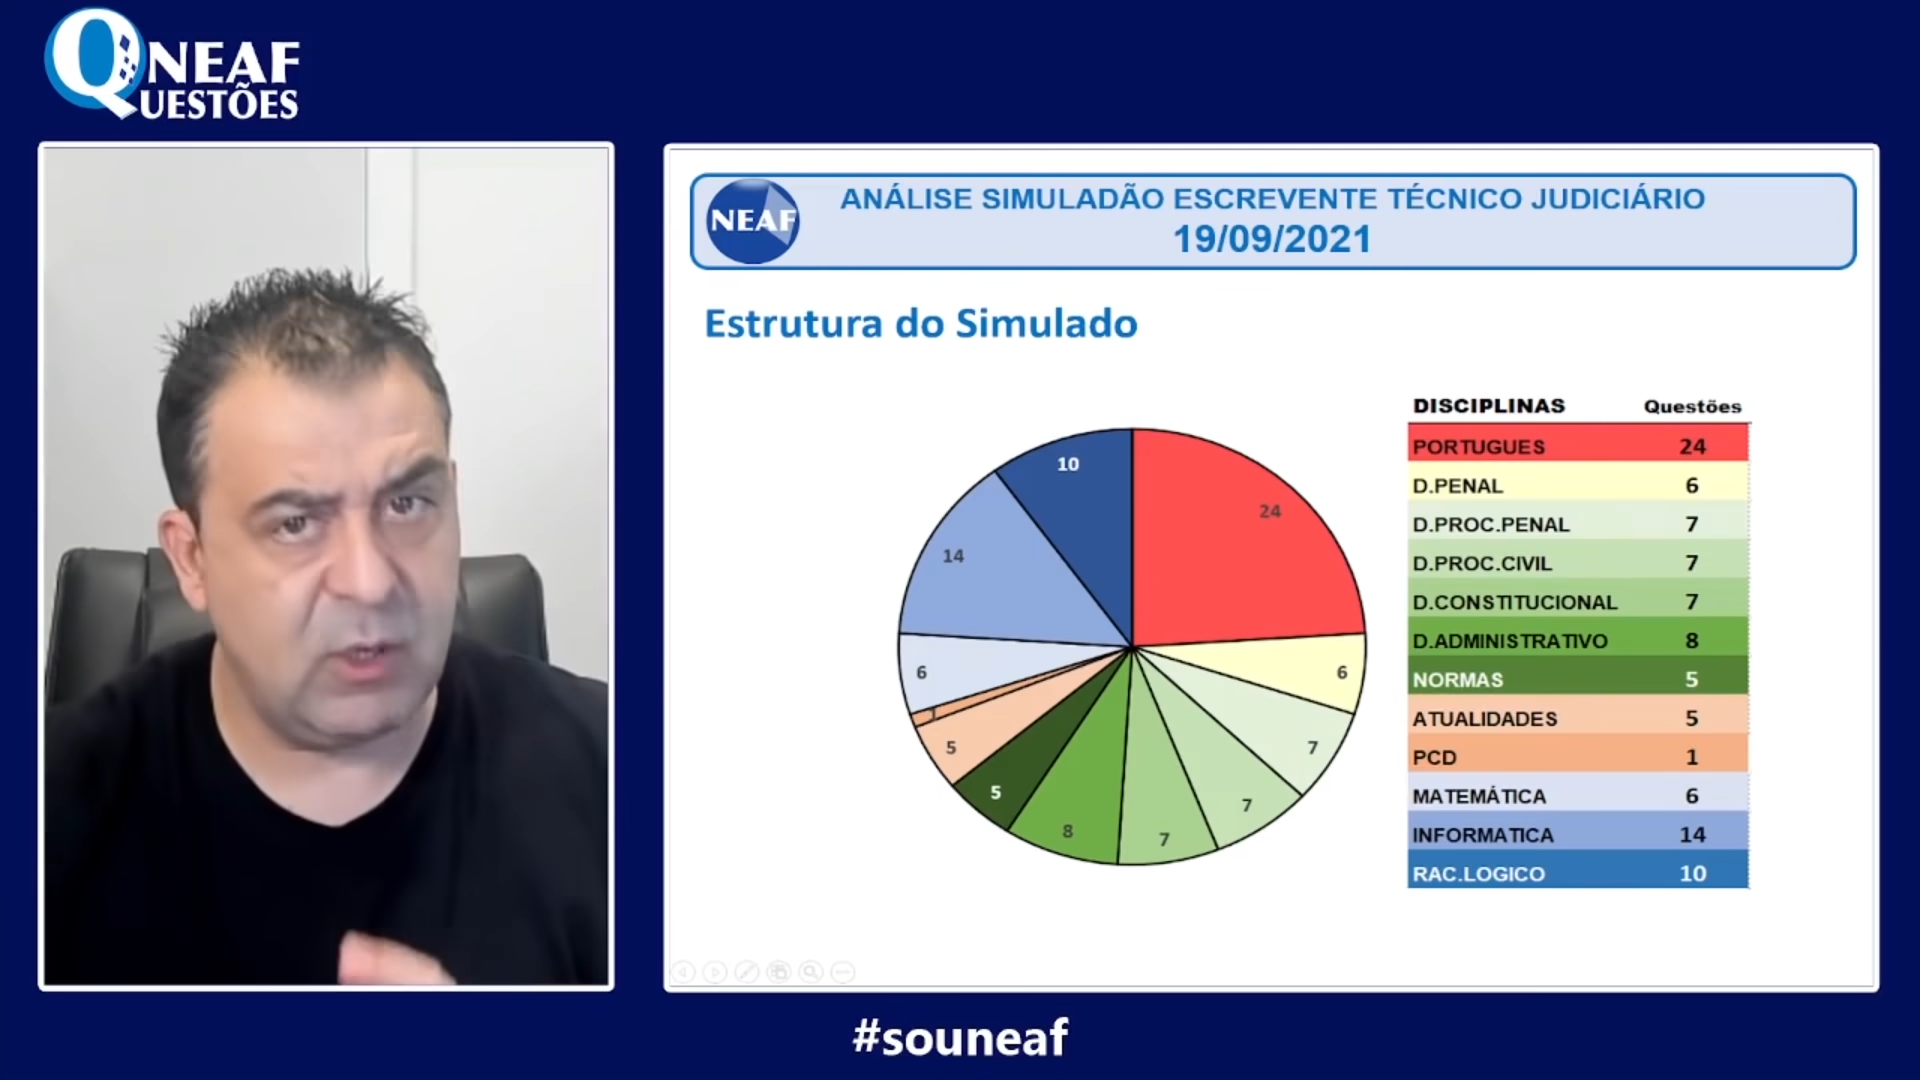 QNEAF
QUESTÕES
NEAF
ANÁLISE SIMULADÃO ESCREVENTE TÉCNICO JUDICIÁRIO
19/09/2021
Estrutura do Simulado
DISCIPLINAS Questões
PORTUGUES 24
D.PENAL 6
D.PROC.PENAL 7
D.PROC.CIVIL 7
D.CONSTITUCIONAL 7
D.ADMINISTRATIVO 8
NORMAS 5
ATUALIDADES 5
PCD 1
MATEMÁTICA 6
INFORMATICA 14
RAC.LOGICO 10
10
24
14
6
6
1
5
7
5
7
8
7
#souneaf